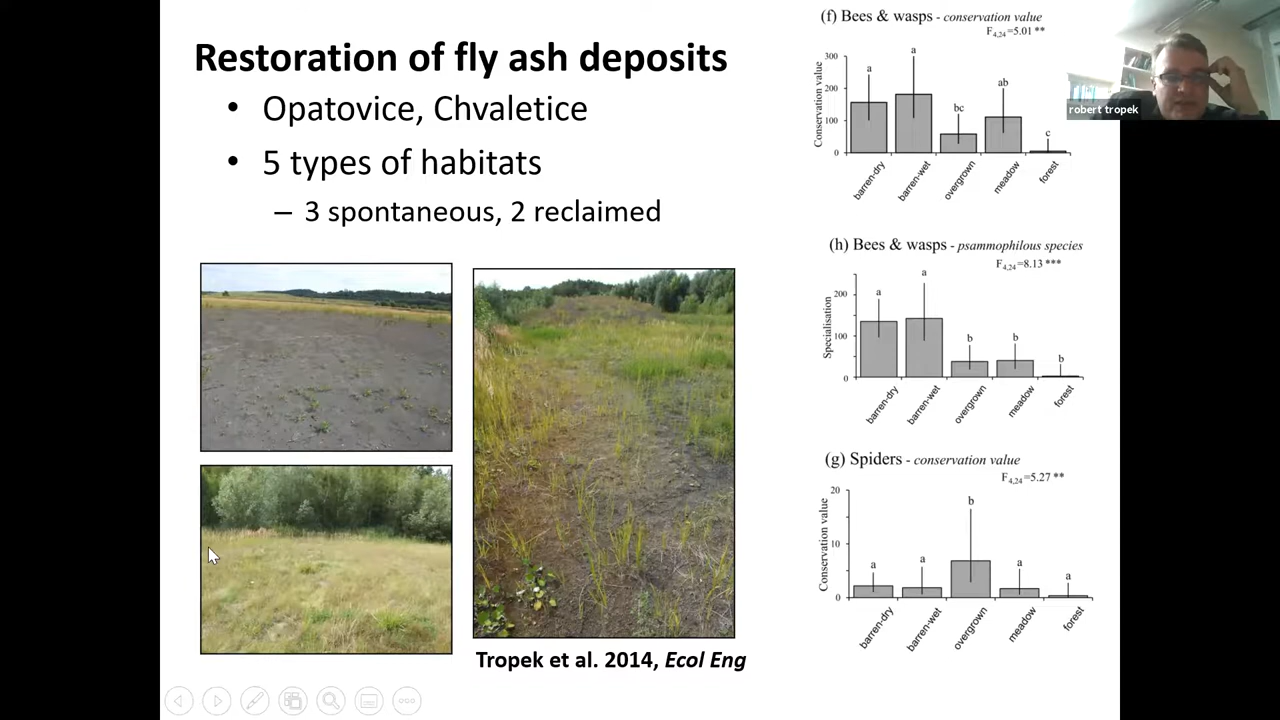 Restoration of fly ash deposits
• Opatovice, Chvaletice
• 5 types of habitats
– 3 spontaneous, 2 reclaimed
Tropek et al. 2014, Ecol Eng
(f) Bees & wasps - conservation value
F4,24=5.01 **
Conservation value
300
200
100
0
a
a
bc
ab
c
barren-dry
barren-wet
overgrown
meadow
forest
(h) Bees & wasps - psammophilous species
F4,24=8.13 ***
Specialisation
200
100
0
a
a
b
b
b
barren-dry
barren-wet
overgrown
meadow
forest
(g) Spiders - conservation value
F4,24=5.27 **
Conservation value
20
10
0
a
a
b
a
a
barren-dry
barren-wet
overgrown
meadow
forest
robert tropek